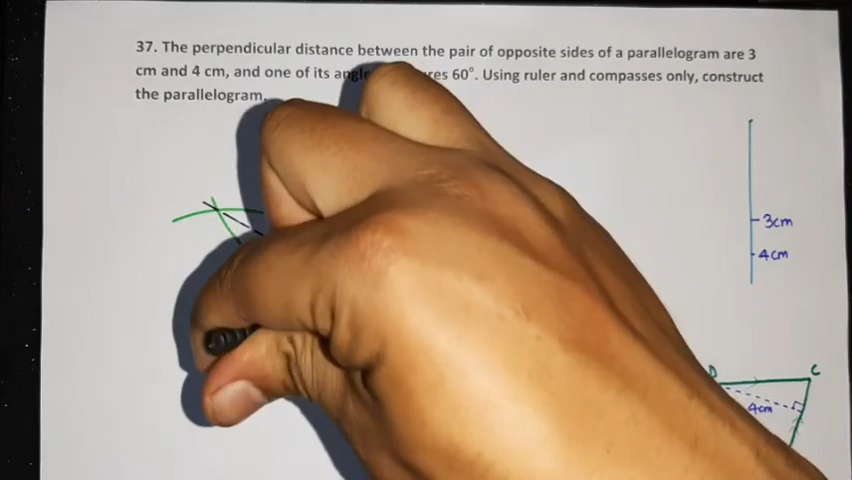 37. The perpendicular distance between the pair of opposite sides of a parallelogram are 3
cm and 4 cm, and one of its 60°. Using ruler and compasses only, construct
the parallelogram.
3cm
4cm
D C
4cm